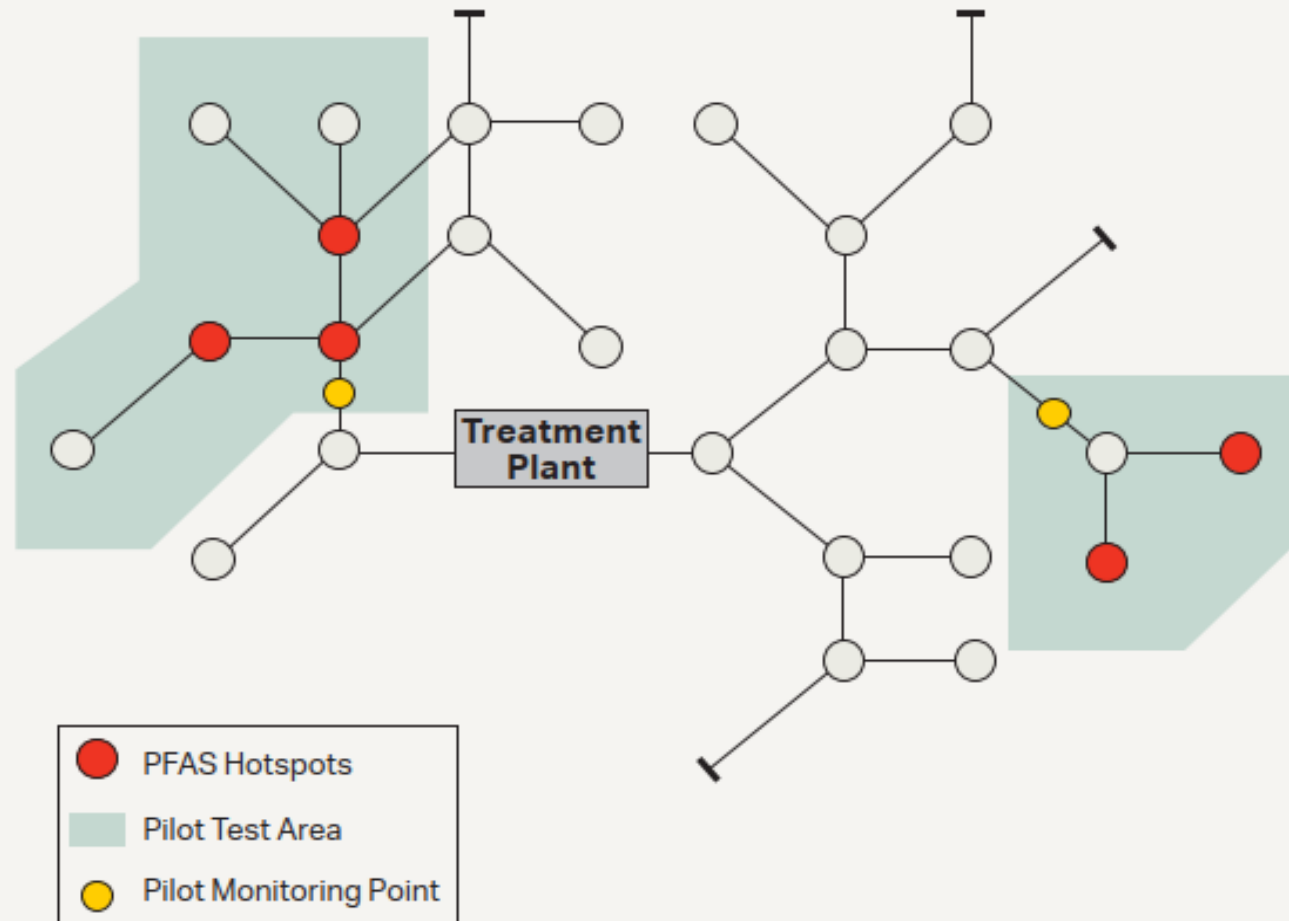 Treatment
Plant
PFAS Hotspots
Pilot Test Area
Pilot Monitoring Point